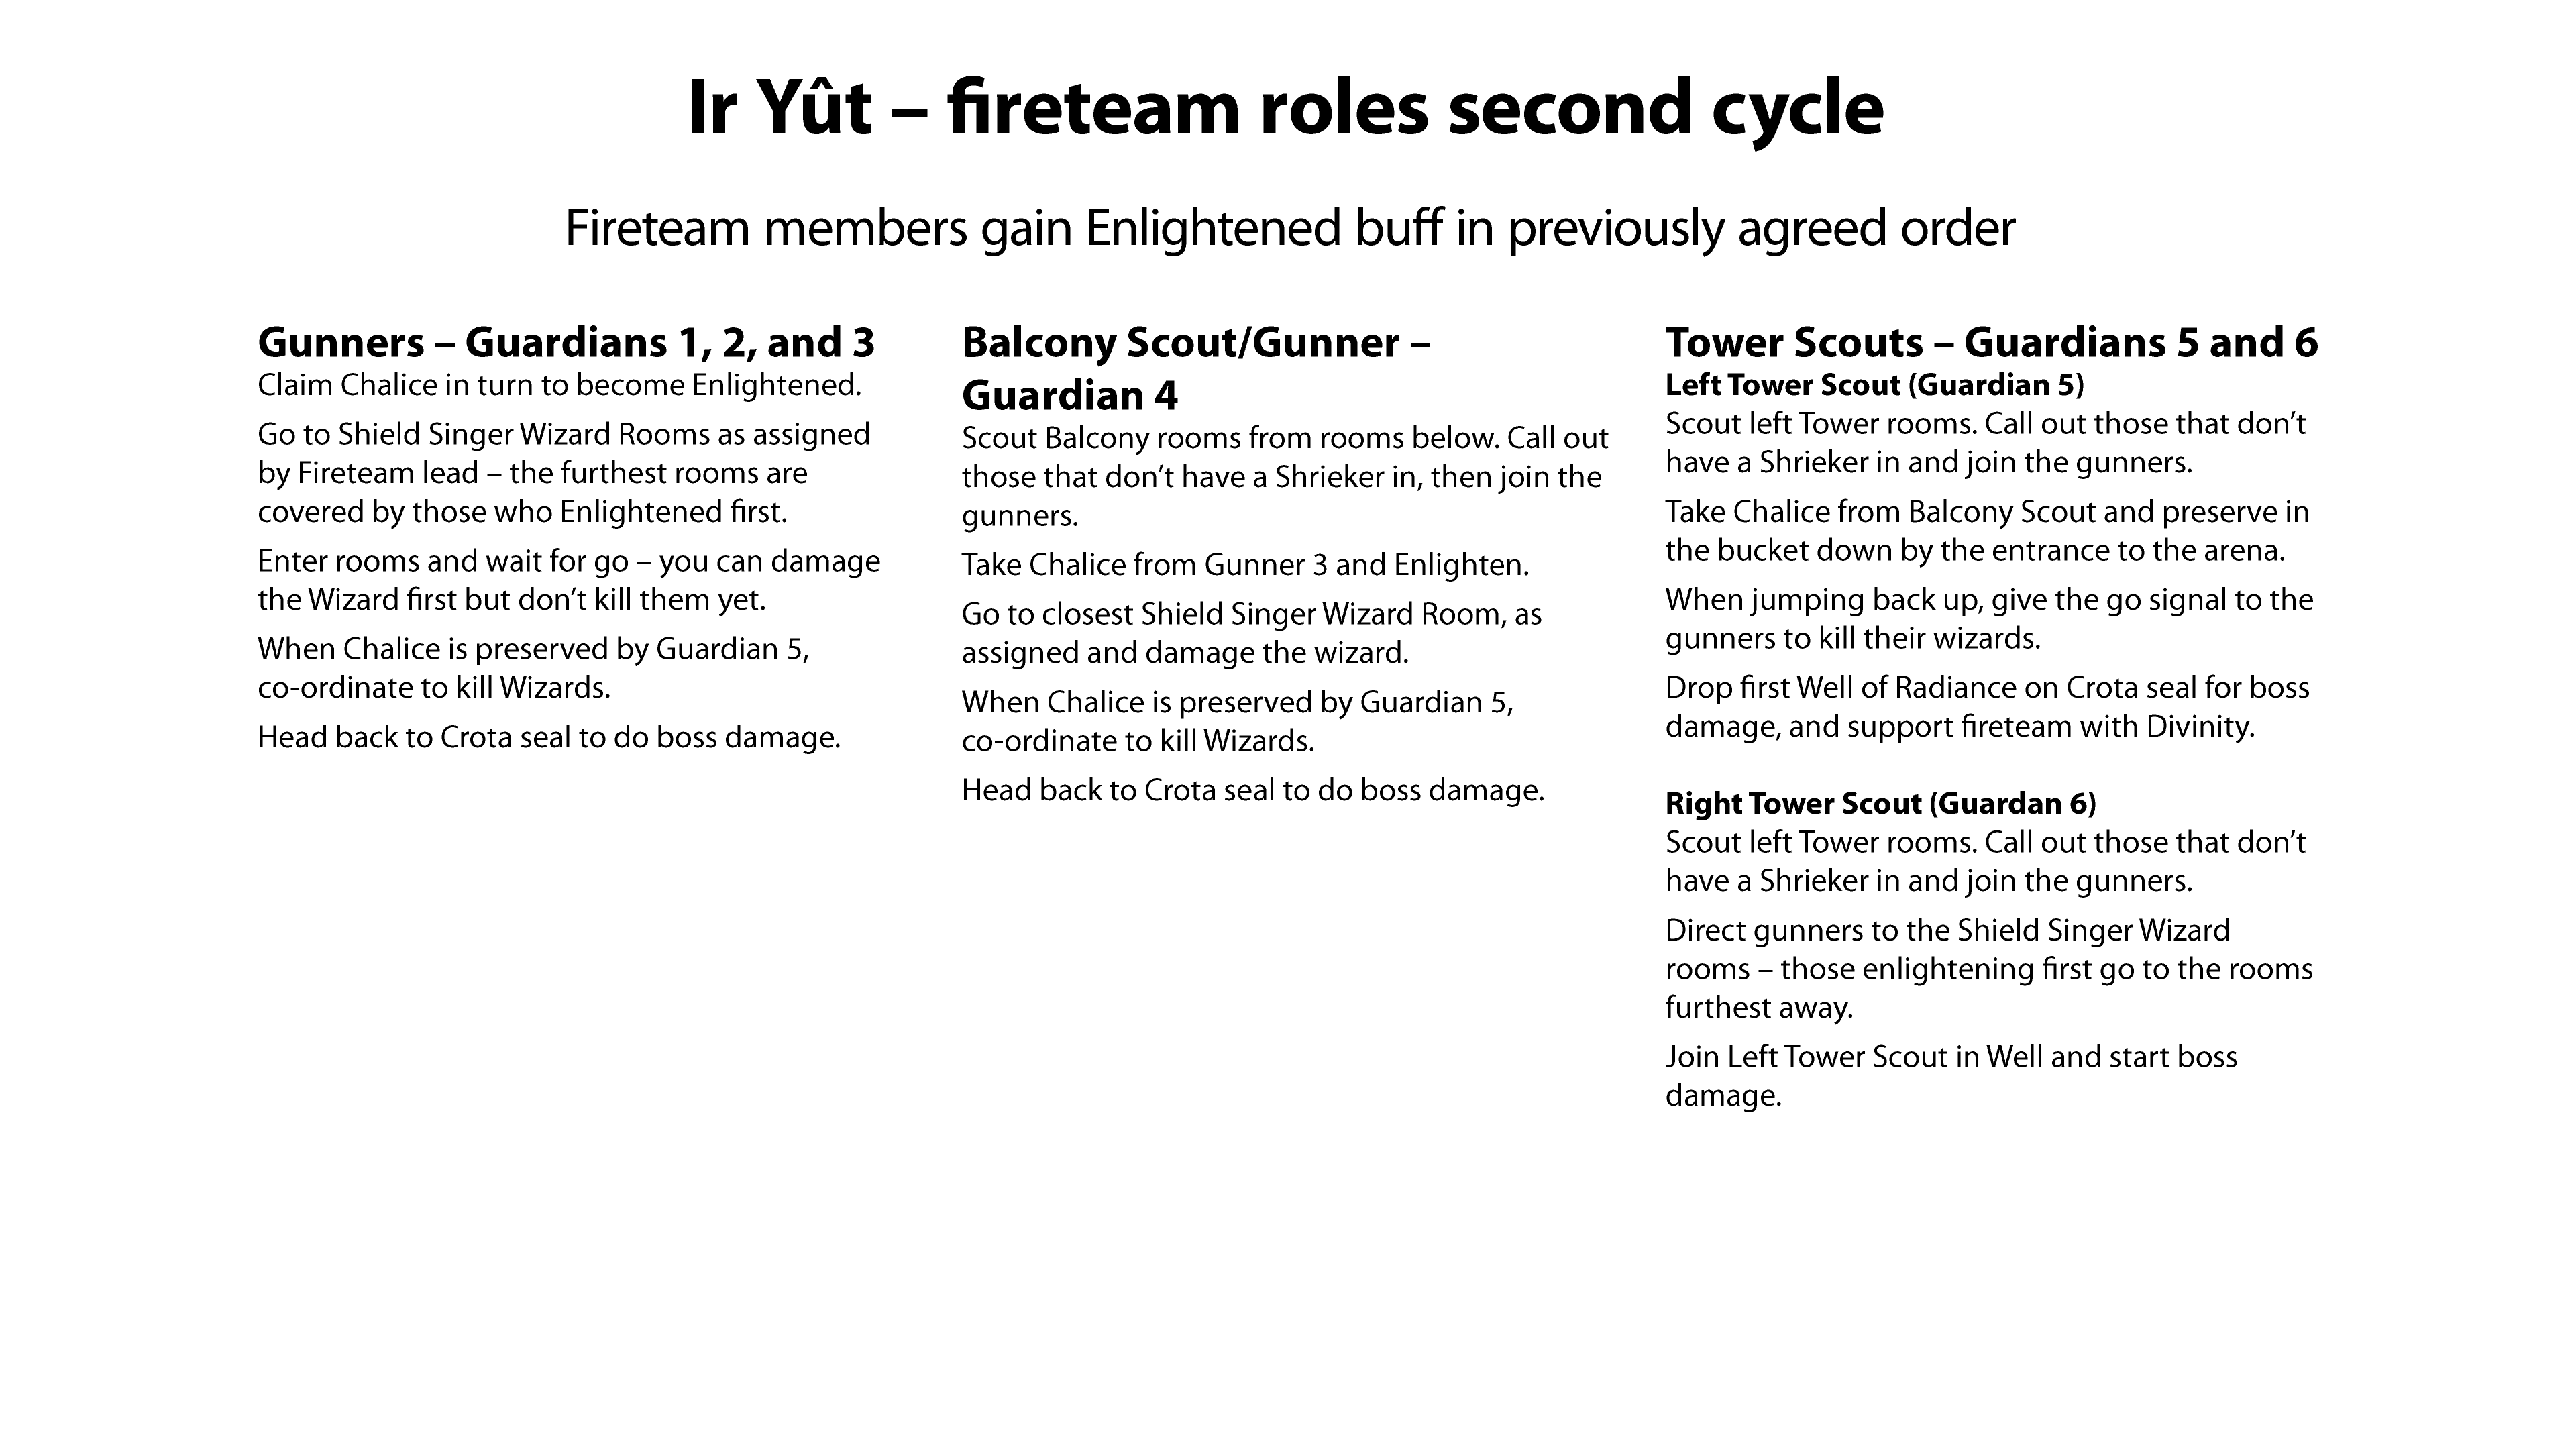 Ir Yût – fireteam roles second cycle
Fireteam members gain Enlightened buff in previously agreed order
Gunners – Guardians 1, 2, and 3
Claim Chalice in turn to become Enlightened.
Go to Shield Singer Wizard Rooms as assigned
by Fireteam lead – the furthest rooms are
covered by those who Enlightened first.
Enter rooms and wait for go – you can damage
the Wizard first but don’t kill them yet.
When Chalice is preserved by Guardian 5,
co-ordinate to kill Wizards.
Head back to Crota seal to do boss damage.
Balcony Scout/Gunner –
Guardian 4
Scout Balcony rooms from rooms below. Call out
those that don’t have a Shrieker in, then join the
gunners.
Take Chalice from Gunner 3 and Enlighten.
Go to closest Shield Singer Wizard Room, as
assigned and damage the wizard.
When Chalice is preserved by Guardian 5,
co-ordinate to kill Wizards.
Head back to Crota seal to do boss damage.
Tower Scouts – Guardians 5 and 6
Left Tower Scout (Guardian 5)
Scout left Tower rooms. Call out those that don’t
have a Shrieker in and join the gunners.
Take Chalice from Balcony Scout and preserve in
the bucket down by the entrance to the arena.
When jumping back up, give the go signal to the
gunners to kill their wizards.
Drop first Well of Radiance on Crota seal for boss
damage, and support fireteam with Divinity.
Right Tower Scout (Guardan 6)
Scout left Tower rooms. Call out those that don’t
have a Shrieker in and join the gunners.
Direct gunners to the Shield Singer Wizard
rooms – those enlightening first go to the rooms
furthest away.
Join Left Tower Scout in Well and start boss
damage.